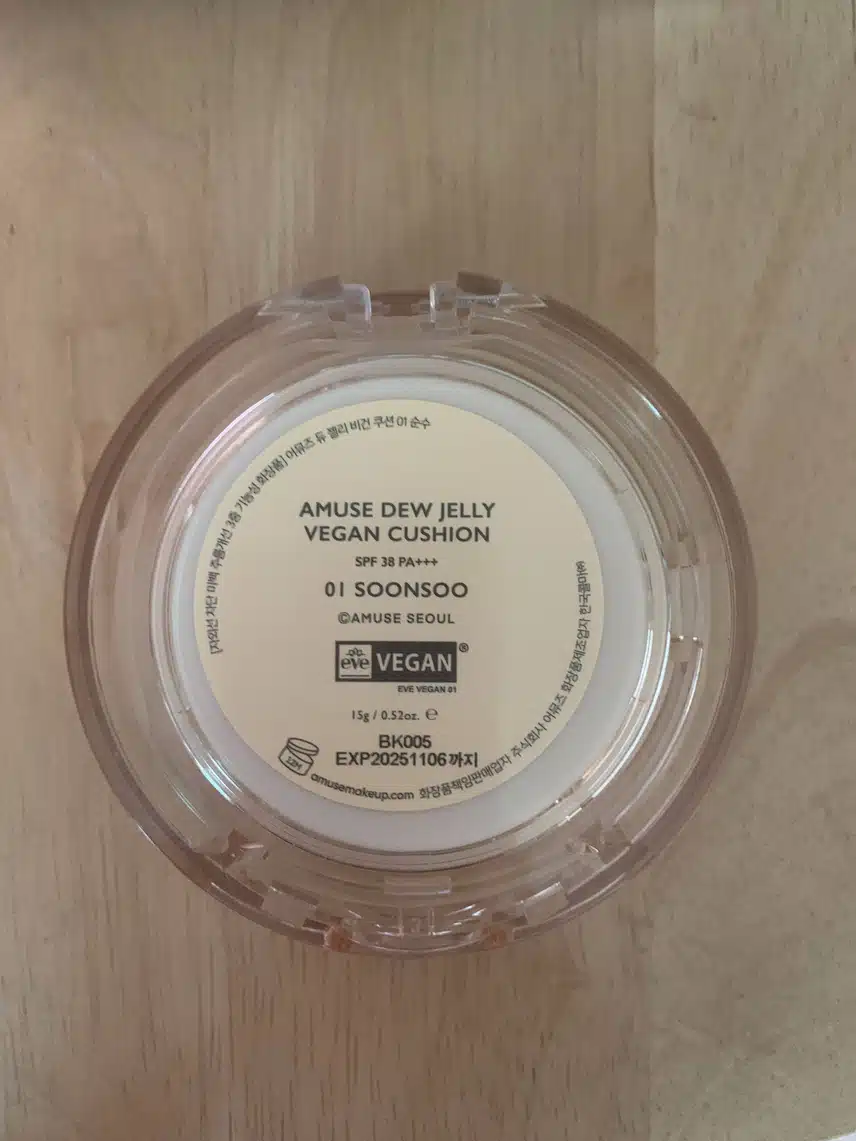 [자외선 차단 미백 주름개선 3중 기능성 화장품] 어뮤즈 듀 젤리 비건 쿠션 01 순수
AMUSE DEW JELLY
VEGAN CUSHION
SPF 38 PA+++
01 SOONSOO
©AMUSE SEOUL
eve VEGAN®
EVE VEGAN 01
15g / 0.52oz. ℮
BK005
EXP20251106까지
12M
amusemakeup.com 화장품책임판매업자 주식회사 어뮤즈 화장품제조업자 한국콜마㈜